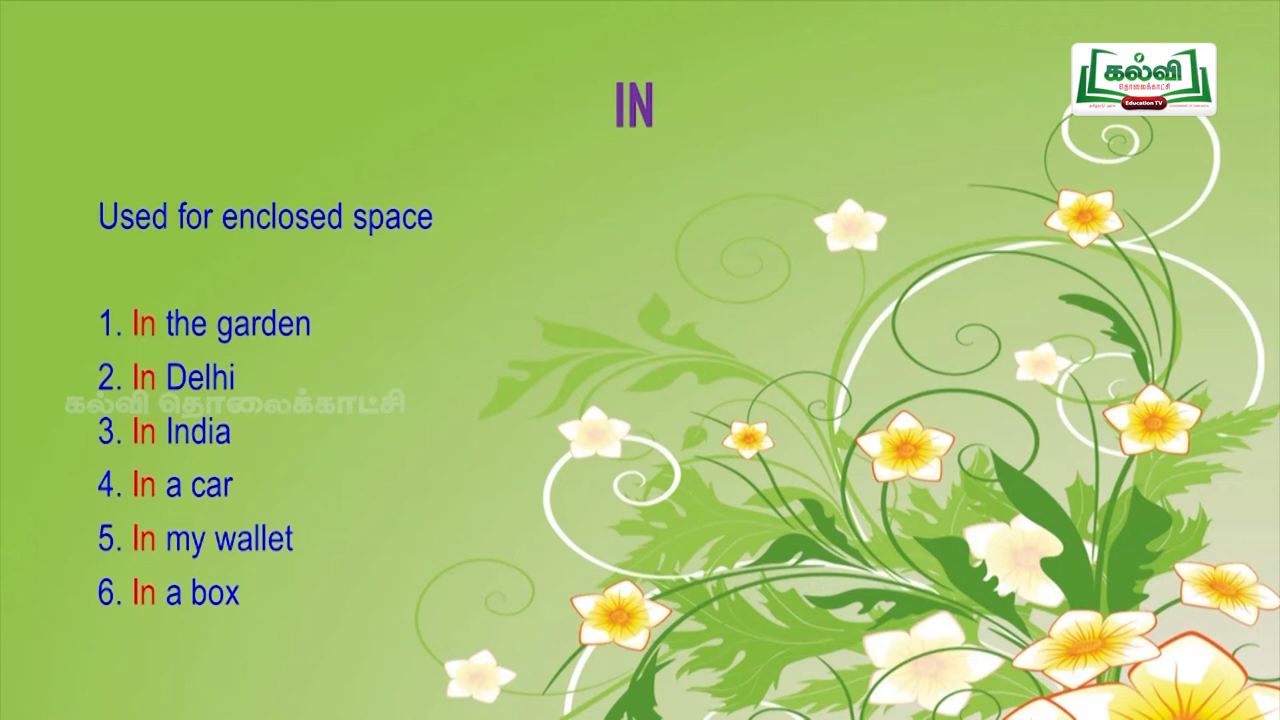 கல்வி
தொலைக்காட்சி
Education TV
IN
Used for enclosed space
1. In the garden
2. In Delhi
கல்வி தொலைக்காட்சி
3. In India
4. In a car
5. In my wallet
6. In a box